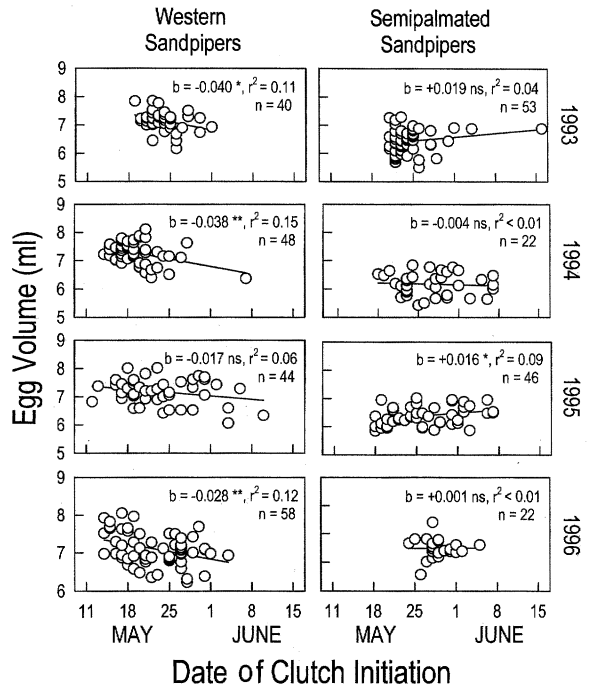 Western
Sandpipers
Semipalmated
Sandpipers
9
8
7
6
5
b = -0.040 *, r² = 0.11
n = 40
b = +0.019 ns, r² = 0.04
n = 53
1993
9
8
7
6
5
b = -0.038 **, r² = 0.15
n = 48
b = -0.004 ns, r² < 0.01
n = 22
1994
9
8
7
6
5
b = -0.017 ns, r² = 0.06
n = 44
b = +0.016 *, r² = 0.09
n = 46
1995
9
8
7
6
b = -0.028 **, r² = 0.12
n = 58
b = +0.001 ns, r² < 0.01
n = 22
1996
Egg Volume (ml)
11 18 25 1 8 15
MAY JUNE
18 25 1 8 15
MAY JUNE
Date of Clutch Initiation